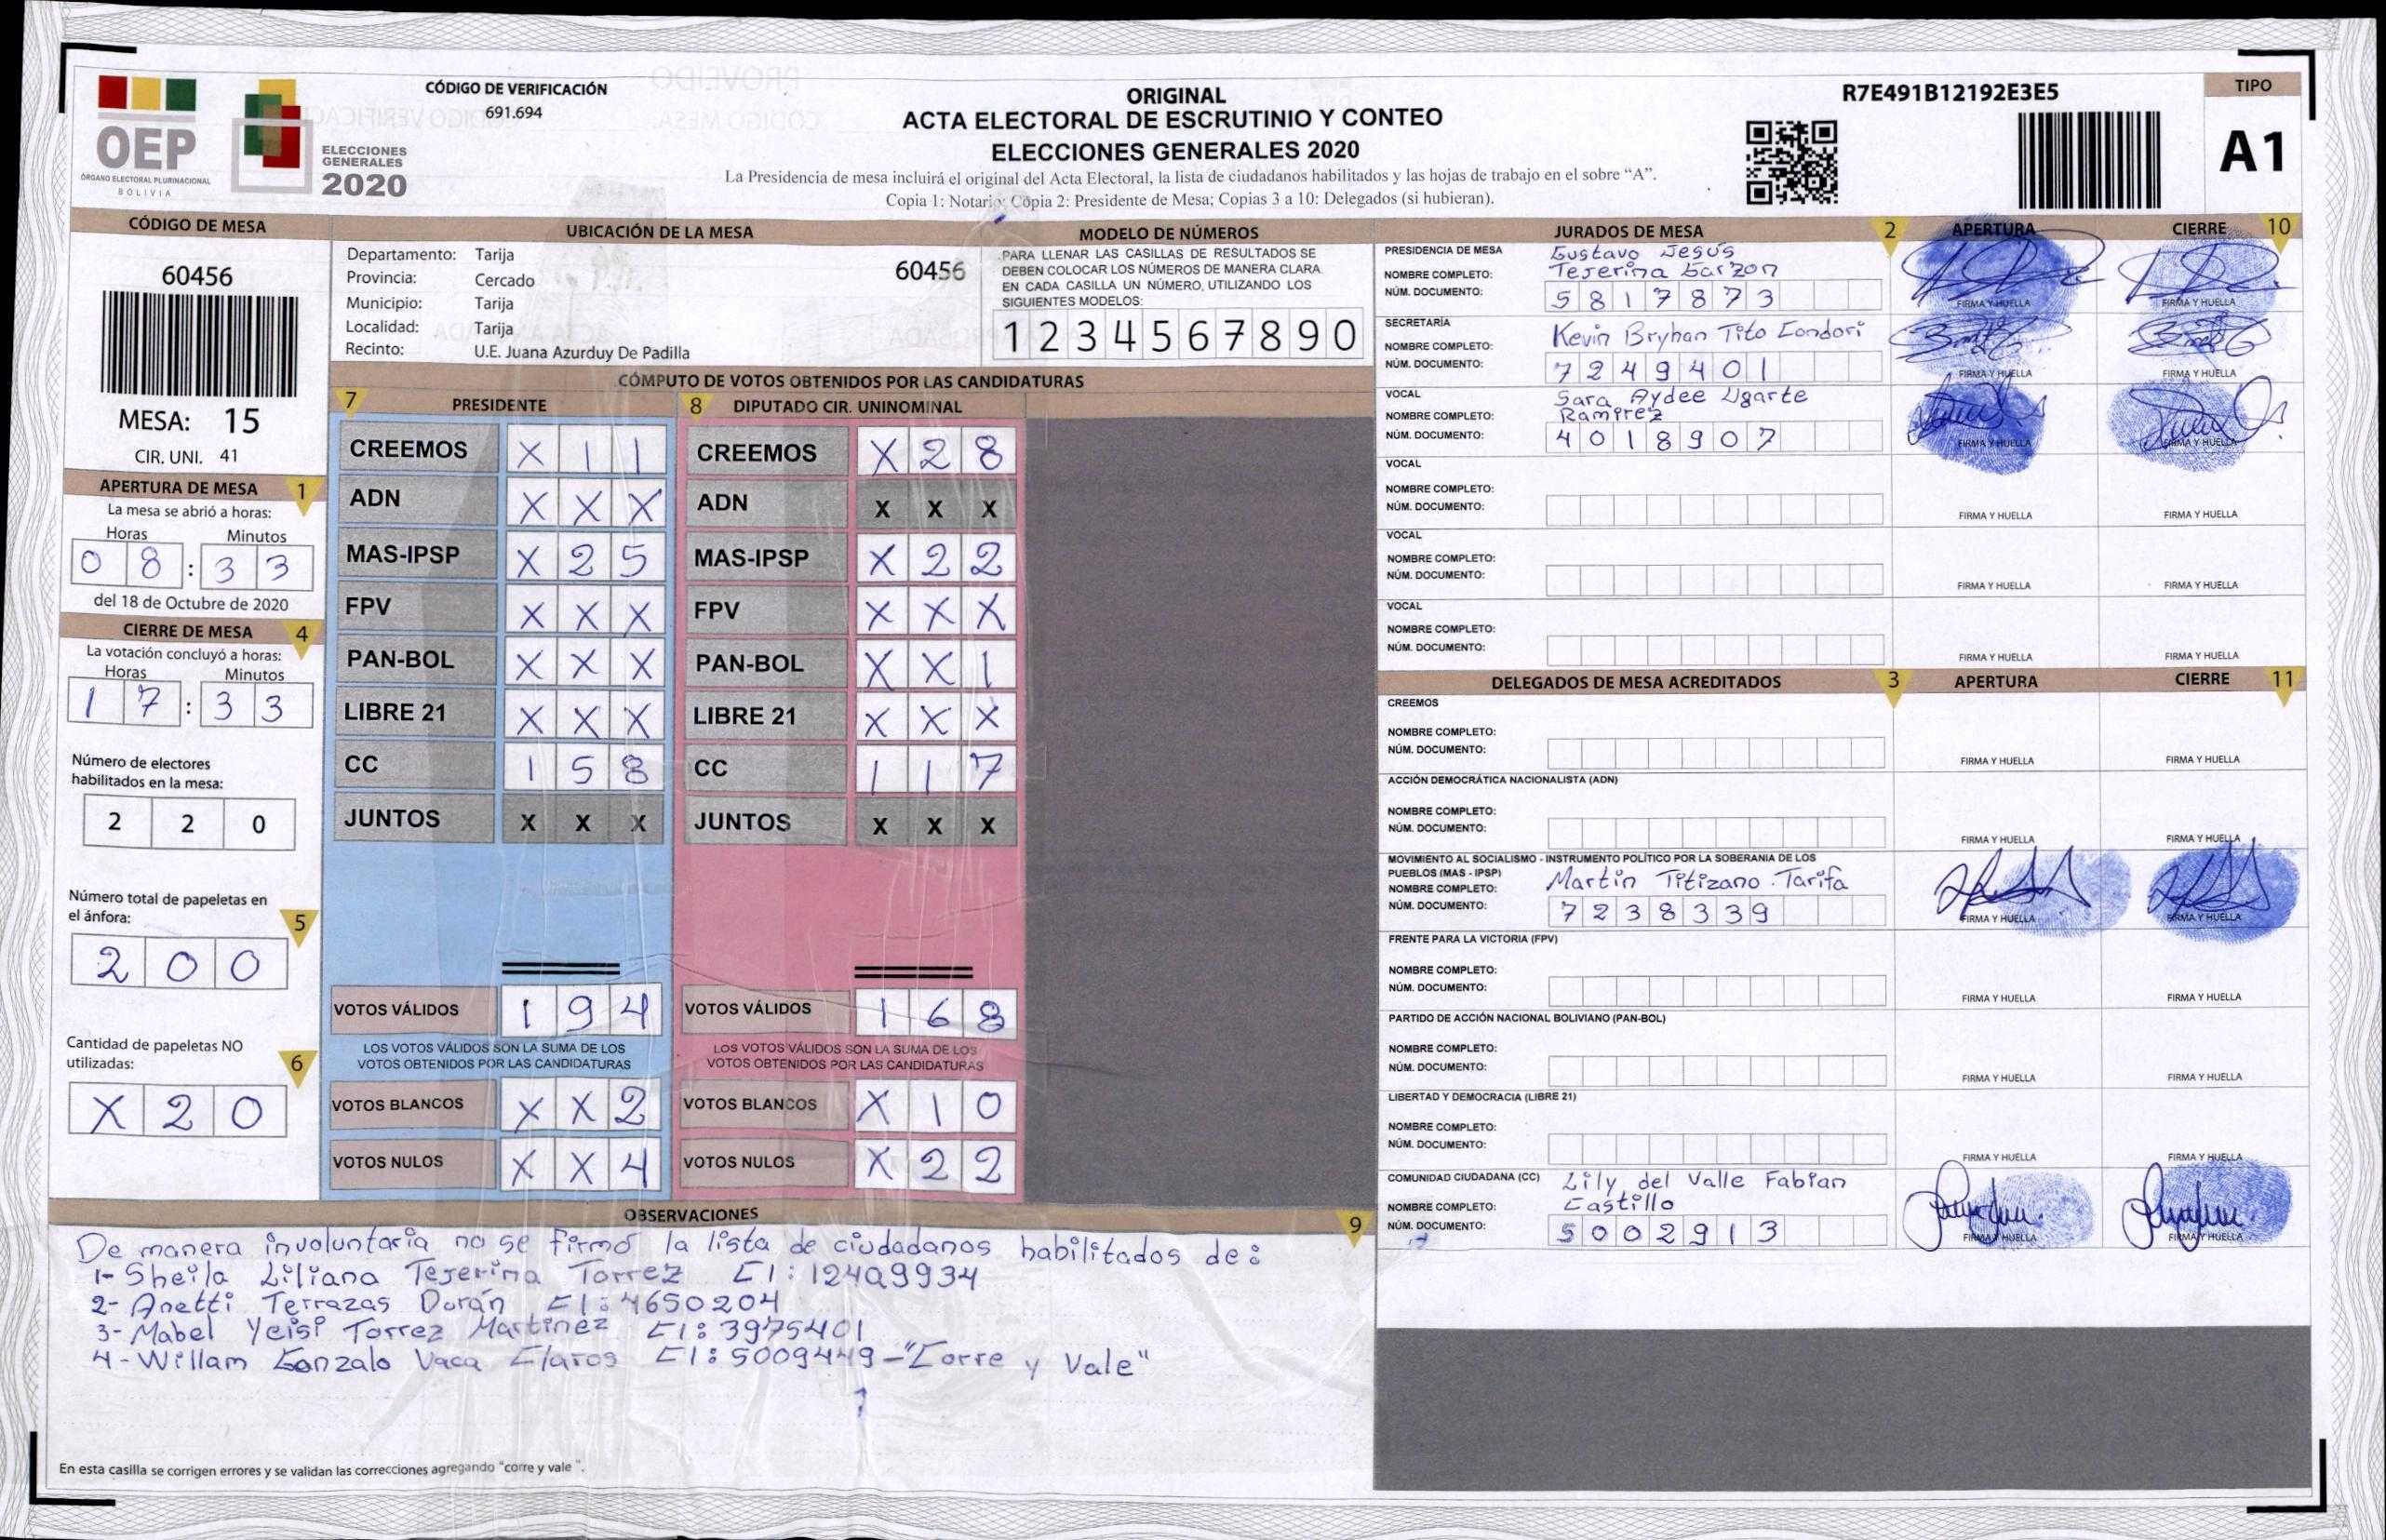 CÓDIGO DE VERIFICACIÓN
691.694
OEP
ÓRGANO ELECTORAL PLURINACIONAL
BOLIVIA
ELECCIONES
GENERALES
2020
ORIGINAL
ACTA ELECTORAL DE ESCRUTINIO Y CONTEO
ELECCIONES GENERALES 2020
La Presidencia de mesa incluirá el original del Acta Electoral, la lista de ciudadanos habilitados y las hojas de trabajo en el sobre “A”.
Copia 1: Notario; Copia 2: Presidente de Mesa; Copias 3 a 10: Delegados (si hubieran).
R7E491B12192E3E5
TIPO
A1
CÓDIGO DE MESA
60456
MESA: 15
CIR. UNI. 41
APERTURA DE MESA 1
La mesa se abrió a horas:
Horas Minutos
0 8 : 3 3
del 18 de Octubre de 2020
CIERRE DE MESA 4
La votación concluyó a horas:
Horas Minutos
1 7 : 3 3
Número de electores
habilitados en la mesa:
2 2 0
Número total de papeletas en
el ánfora: 5
2 0 0
Cantidad de papeletas NO
utilizadas: 6
X 2 0
UBICACIÓN DE LA MESA
Departamento: Tarija
Provincia: Cercado
Municipio: Tarija
Localidad: Tarija
Recinto: U.E. Juana Azurduy De Padilla
60456
MODELO DE NÚMEROS
PARA LLENAR LAS CASILLAS DE RESULTADOS SE
DEBEN COLOCAR LOS NÚMEROS DE MANERA CLARA.
EN CADA CASILLA UN NÚMERO, UTILIZANDO LOS
SIGUIENTES MODELOS:
1 2 3 4 5 6 7 8 9 0
CÓMPUTO DE VOTOS OBTENIDOS POR LAS CANDIDATURAS
7 PRESIDENTE
CREEMOS X 1 1
ADN X X X
MAS-IPSP X 2 5
FPV X X X
PAN-BOL X X X
LIBRE 21 X X X
CC 1 5 8
JUNTOS X X X
VOTOS VÁLIDOS 1 9 4
LOS VOTOS VÁLIDOS SON LA SUMA DE LOS
VOTOS OBTENIDOS POR LAS CANDIDATURAS
VOTOS BLANCOS X X 2
VOTOS NULOS X X 4
8 DIPUTADO CIR. UNINOMINAL
CREEMOS X 2 8
ADN X X X
MAS-IPSP X 2 2
FPV X X X
PAN-BOL X X 1
LIBRE 21 X X X
CC 1 1 7
JUNTOS X X X
VOTOS VÁLIDOS 1 6 8
LOS VOTOS VÁLIDOS SON LA SUMA DE LOS
VOTOS OBTENIDOS POR LAS CANDIDATURAS
VOTOS BLANCOS X 1 0
VOTOS NULOS X 2 2
OBSERVACIONES 9
De manera involuntaria no se firmó la lista de ciudadanos habilitados de:
1- Sheila Liliana Tejerina Torrez CI: 12409934
2- Anetti Terrazas Durán CI: 4650204
3- Mabel Yeisi Torrez Martinez CI: 3975401
4- Willam Gonzalo Vaca Claros CI: 5009449 - "Corre y Vale"
En esta casilla se corrigen errores y se validan las correcciones agregando "corre y vale ".
JURADOS DE MESA 2 APERTURA CIERRE 10
PRESIDENCIA DE MESA Gustavo Jesús
NOMBRE COMPLETO: Tejerina Garzon
NÚM. DOCUMENTO: 5 8 1 7 8 7 3
FIRMA Y HUELLA FIRMA Y HUELLA
SECRETARÍA
NOMBRE COMPLETO: Kevin Bryhan Tito Condori
NÚM. DOCUMENTO: 7 2 4 9 4 0 1
FIRMA Y HUELLA FIRMA Y HUELLA
VOCAL Sara Aydee Ugarte
NOMBRE COMPLETO: Ramirez
NÚM. DOCUMENTO: 4 0 1 8 9 0 7
FIRMA Y HUELLA FIRMA Y HUELLA
VOCAL
NOMBRE COMPLETO:
NÚM. DOCUMENTO:
FIRMA Y HUELLA FIRMA Y HUELLA
VOCAL
NOMBRE COMPLETO:
NÚM. DOCUMENTO:
FIRMA Y HUELLA FIRMA Y HUELLA
VOCAL
NOMBRE COMPLETO:
NÚM. DOCUMENTO:
FIRMA Y HUELLA FIRMA Y HUELLA
DELEGADOS DE MESA ACREDITADOS 3 APERTURA CIERRE 11
CREEMOS
NOMBRE COMPLETO:
NÚM. DOCUMENTO:
FIRMA Y HUELLA FIRMA Y HUELLA
ACCIÓN DEMOCRÁTICA NACIONALISTA (ADN)
NOMBRE COMPLETO:
NÚM. DOCUMENTO:
FIRMA Y HUELLA FIRMA Y HUELLA
MOVIMIENTO AL SOCIALISMO - INSTRUMENTO POLÍTICO POR LA SOBERANIA DE LOS
PUEBLOS (MAS - IPSP)
NOMBRE COMPLETO: Martin Titizano Tarifa
NÚM. DOCUMENTO: 7 2 3 8 3 3 9
FIRMA Y HUELLA FIRMA Y HUELLA
FRENTE PARA LA VICTORIA (FPV)
NOMBRE COMPLETO:
NÚM. DOCUMENTO:
FIRMA Y HUELLA FIRMA Y HUELLA
PARTIDO DE ACCIÓN NACIONAL BOLIVIANO (PAN-BOL)
NOMBRE COMPLETO:
NÚM. DOCUMENTO:
FIRMA Y HUELLA FIRMA Y HUELLA
LIBERTAD Y DEMOCRACIA (LIBRE 21)
NOMBRE COMPLETO:
NÚM. DOCUMENTO:
FIRMA Y HUELLA FIRMA Y HUELLA
COMUNIDAD CIUDADANA (CC) Lily del Valle Fabian
NOMBRE COMPLETO: Castillo
NÚM. DOCUMENTO: 5 0 0 2 9 1 3
FIRMA Y HUELLA FIRMA Y HUELLA